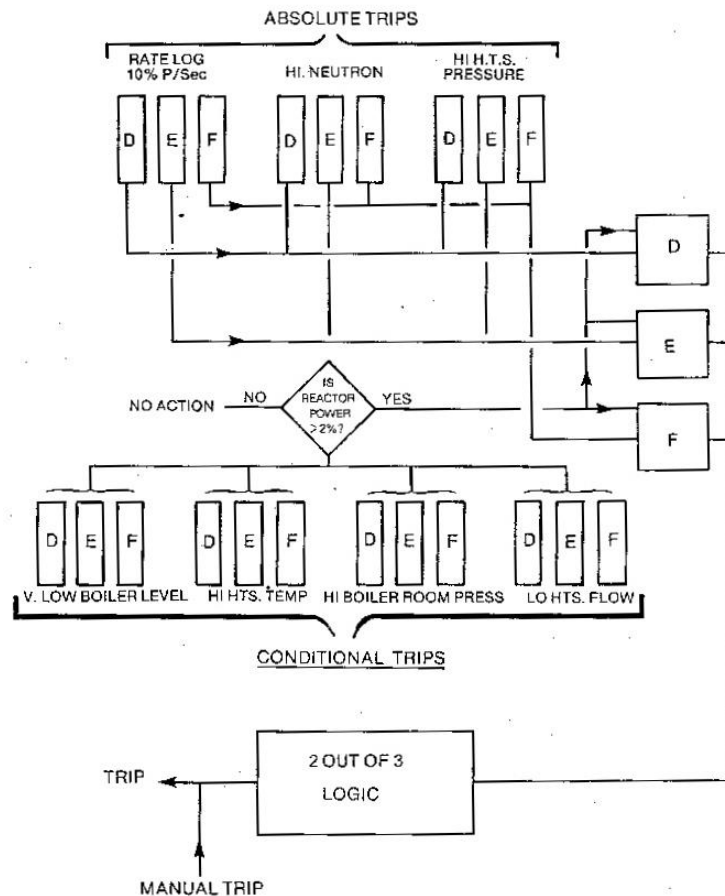 ABSOLUTE TRIPS
RATE LOG
10% P/Sec
HI. NEUTRON
HI H.T.S.
PRESSURE
D E F
D E F
D E F
D
E
F
IS
REACTOR
POWER
>2%?
NO ACTION
NO
YES
D E F
D E F
D E F
D E F
V. LOW BOILER LEVEL
HI HTS. TEMP
HI BOILER ROOM PRESS
LO HTS. FLOW
CONDITIONAL TRIPS
2 OUT OF 3
LOGIC
TRIP
MANUAL TRIP